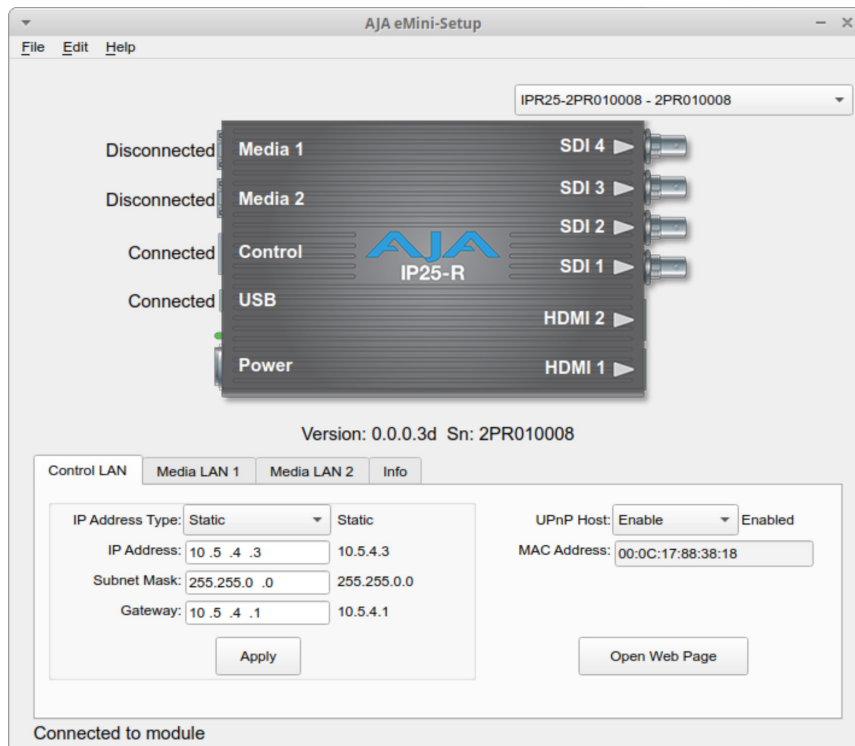 AJA eMini-Setup
File Edit Help
IPR25-2PR010008 - 2PR010008
Disconnected Media 1 SDI 4
Disconnected Media 2 SDI 3
SDI 2
Connected Control AJA SDI 1
IP25-R
Connected USB HDMI 2
Power HDMI 1
Version: 0.0.0.3d Sn: 2PR010008
Control LAN Media LAN 1 Media LAN 2 Info
IP Address Type: Static Static UPnP Host: Enable Enabled
IP Address: 10 .5 .4 .3 10.5.4.3 MAC Address: 00:0C:17:88:38:18
Subnet Mask: 255.255.0 .0 255.255.0.0
Gateway: 10 .5 .4 .1 10.5.4.1
Apply Open Web Page
Connected to module